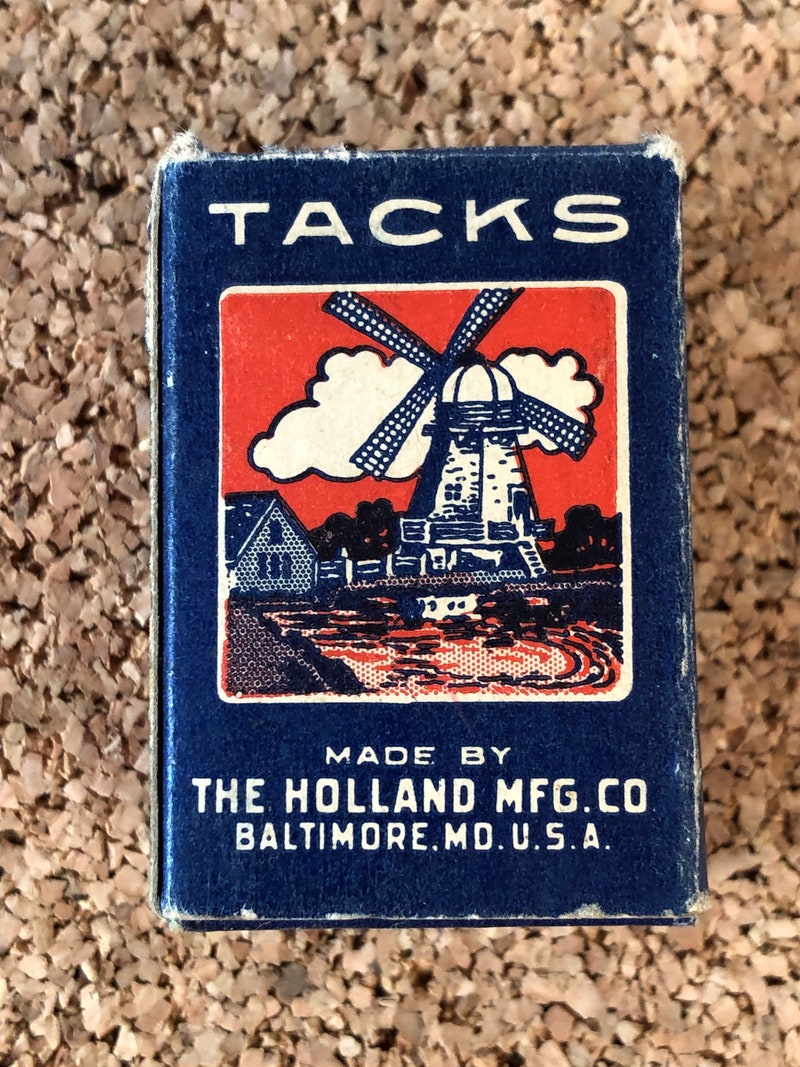 TACKS
MADE BY
THE HOLLAND MFG.CO
BALTIMORE,MD.U.S.A.